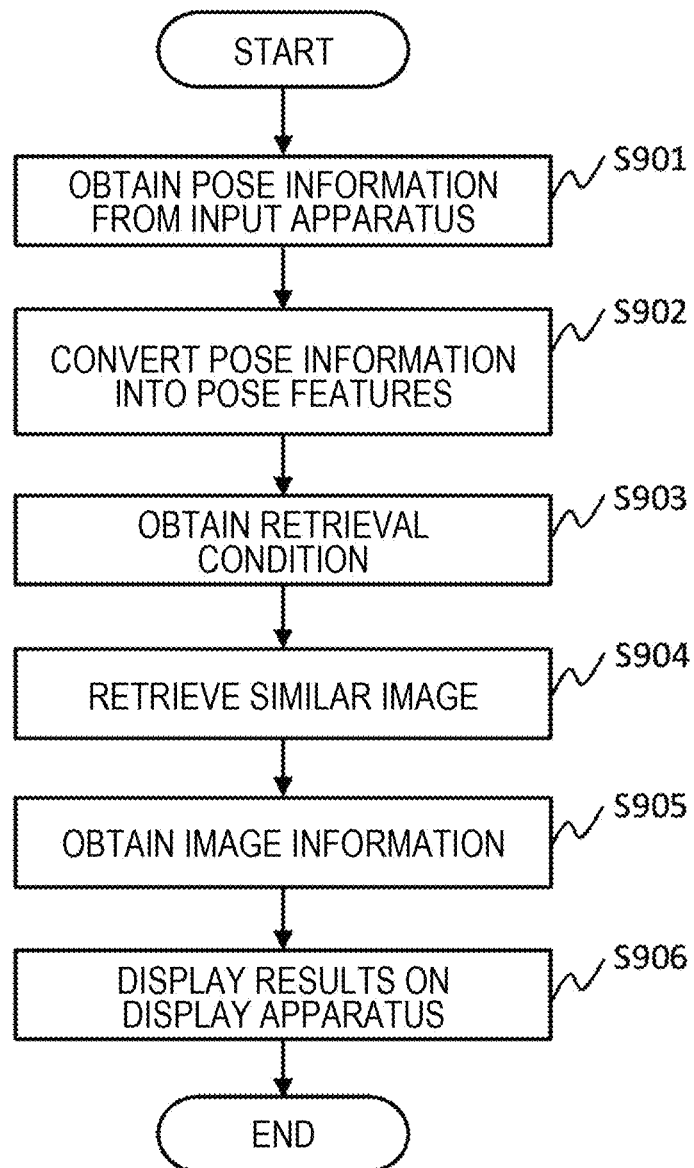 START
OBTAIN POSE INFORMATION
FROM INPUT APPARATUS
S901
CONVERT POSE INFORMATION
INTO POSE FEATURES
S902
OBTAIN RETRIEVAL
CONDITION
S903
RETRIEVE SIMILAR IMAGE
S904
OBTAIN IMAGE INFORMATION
S905
DISPLAY RESULTS ON
DISPLAY APPARATUS
S906
END